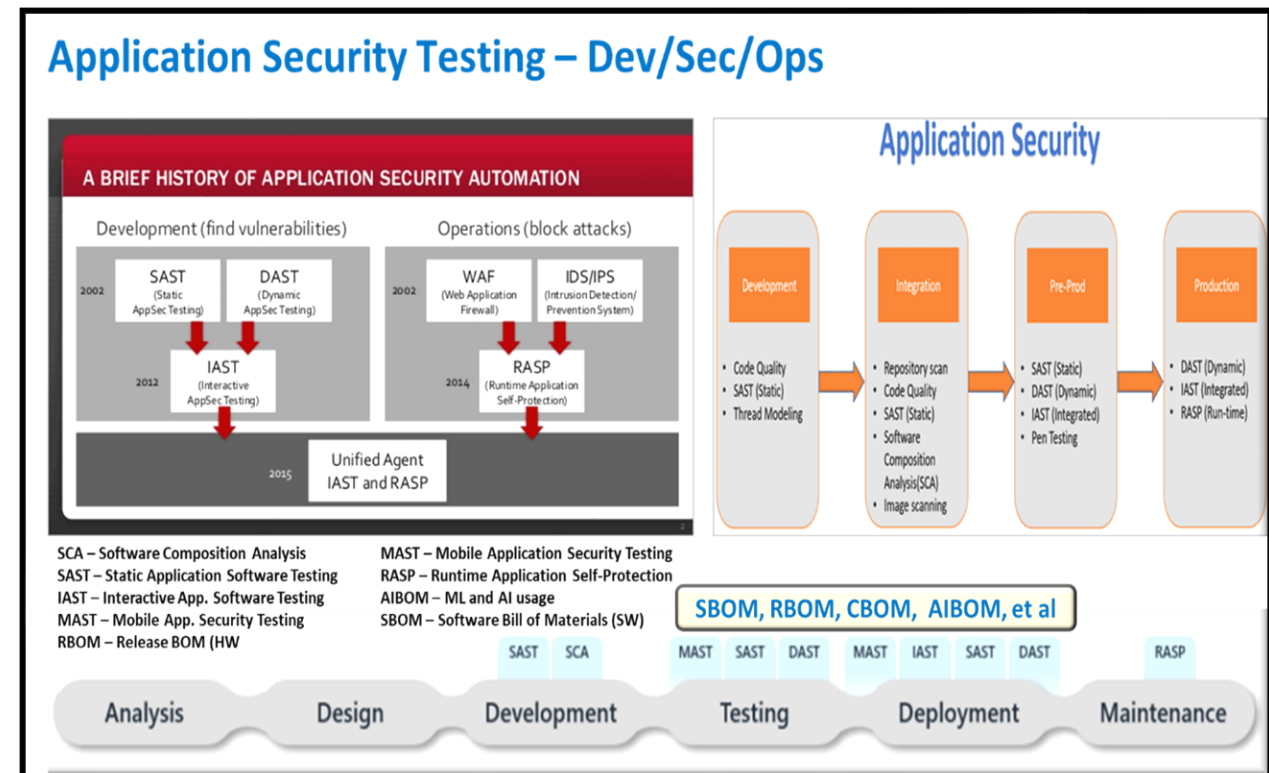 Application Security Testing – Dev/Sec/Ops
A BRIEF HISTORY OF APPLICATION SECURITY AUTOMATION
Development (find vulnerabilities)
Operations (block attacks)
2002
SAST
(Static
AppSec Testing)
DAST
(Dynamic
AppSec Testing)
2002
WAF
(Web Application
Firewall)
IDS/IPS
(Intrusion Detection/
Prevention System)
2012
IAST
(Interactive
AppSec Testing)
2014
RASP
(Runtime Application
Self-Protection)
2015
Unified Agent
IAST and RASP
2
Application Security
Development
• Code Quality
• SAST (Static)
• Thread Modeling
Integration
• Repository scan
• Code Quality
• SAST (Static)
• Software
Composition
Analysis(SCA)
• Image scanning
Pre-Prod
• SAST (Static)
• DAST (Dynamic)
• IAST (Integrated)
• Pen Testing
Production
• DAST (Dynamic)
• IAST (Integrated)
• RASP (Run-time)
SCA – Software Composition Analysis
SAST – Static Application Software Testing
IAST – Interactive App. Software Testing
MAST – Mobile App. Security Testing
RBOM – Release BOM (HW
MAST – Mobile Application Security Testing
RASP – Runtime Application Self-Protection
AIBOM – ML and AI usage
SBOM – Software Bill of Materials (SW)
SBOM, RBOM, CBOM, AIBOM, et al
SAST SCA
MAST SAST DAST
MAST IAST SAST DAST
RASP
Analysis
Design
Development
Testing
Deployment
Maintenance